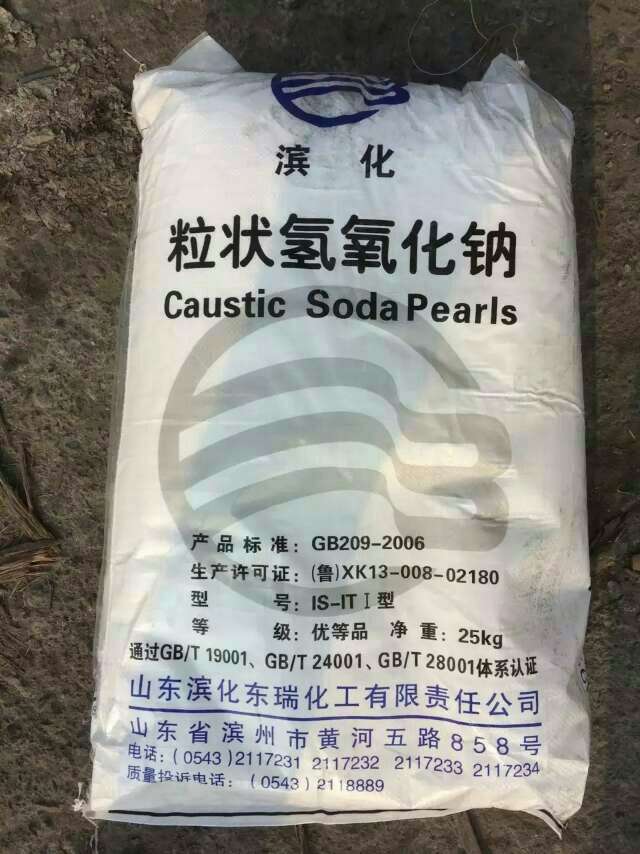 滨化
粒状氢氧化钠
Caustic Soda Pearls
产品标准：GB209-2006
生产许可证：(鲁)XK13-008-02180
型号：IS-IT Ⅰ型
等级：优等品 净重：25kg
通过GB/T 19001、GB/T 24001、GB/T 28001体系认证
山东滨化东瑞化工有限责任公司
山东省滨州市黄河五路858号
电话：(0543)2117231 2117232 2117233 2117234
质量投诉电话：(0543)2118889